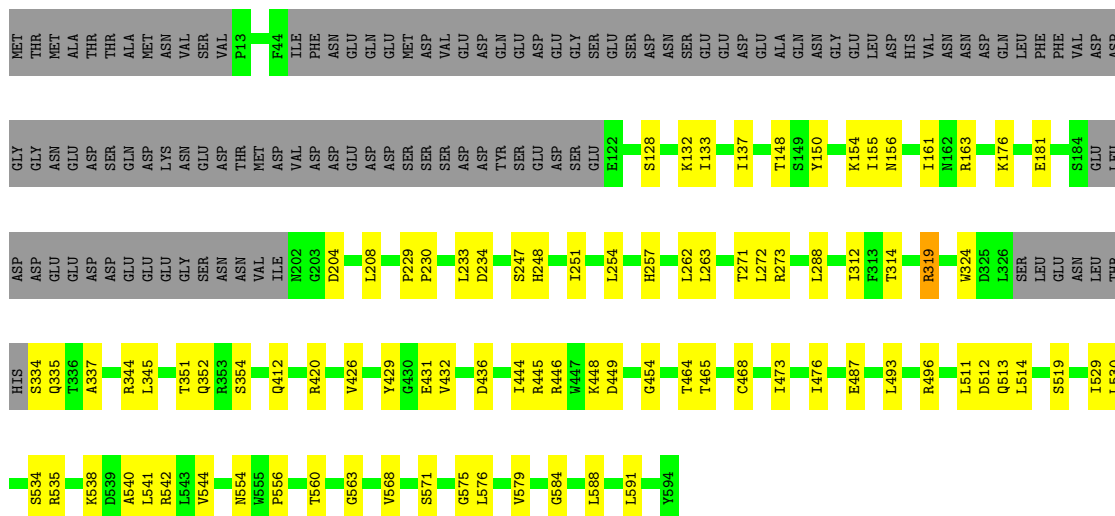 MET THR MET ALA THR THR ALA MET ASN VAL SER VAL P13 F44 ILE PHE ASN GLU GLN GLU MET ASP VAL GLU ASP GLN GLU ASP GLY SER GLU SER ASP ASN SER GLU GLU ASP GLU ALA GLN ASN GLY GLU LEU ASP HIS VAL ASN ASN ASP GLN LEU PHE PHE VAL ASP ASP
GLY GLY ASN GLU ASP SER GLN ASP LYS ASN GLU ASP THR MET ASP VAL ASP ASP GLU ASP ASP SER SER SER ASP ASP TYR SER GLU ASP SER GLU E122 S128 K132 I133 I137 T148 S149 Y150 K154 I155 N156 I161 N162 R163 K176 E181 S184 GLU LEU
ASP ASP GLU GLU ASP ASP GLU GLU GLY SER ASN ASN VAL ILE N202 G203 D204 L208 P229 P230 L233 D234 S247 H248 I251 L254 H257 L262 L263 T271 L272 R273 L288 I312 F313 T314 R319 W324 D325 L326 SER LEU GLU ASN LEU THR
HIS S334 Q335 T336 A337 R344 L345 T351 Q352 R353 S354 Q412 R420 V426 Y429 G430 E431 V432 D436 I444 R445 R446 W447 K448 D449 G454 T464 T465 C468 I473 I476 E487 L493 R496 L511 D512 Q513 L514 S519 I529 L530
S534 R535 K538 D539 A540 L541 R542 L543 V544 N554 W555 P556 T560 G563 V568 S571 G575 L576 V579 G584 L588 L591 Y594